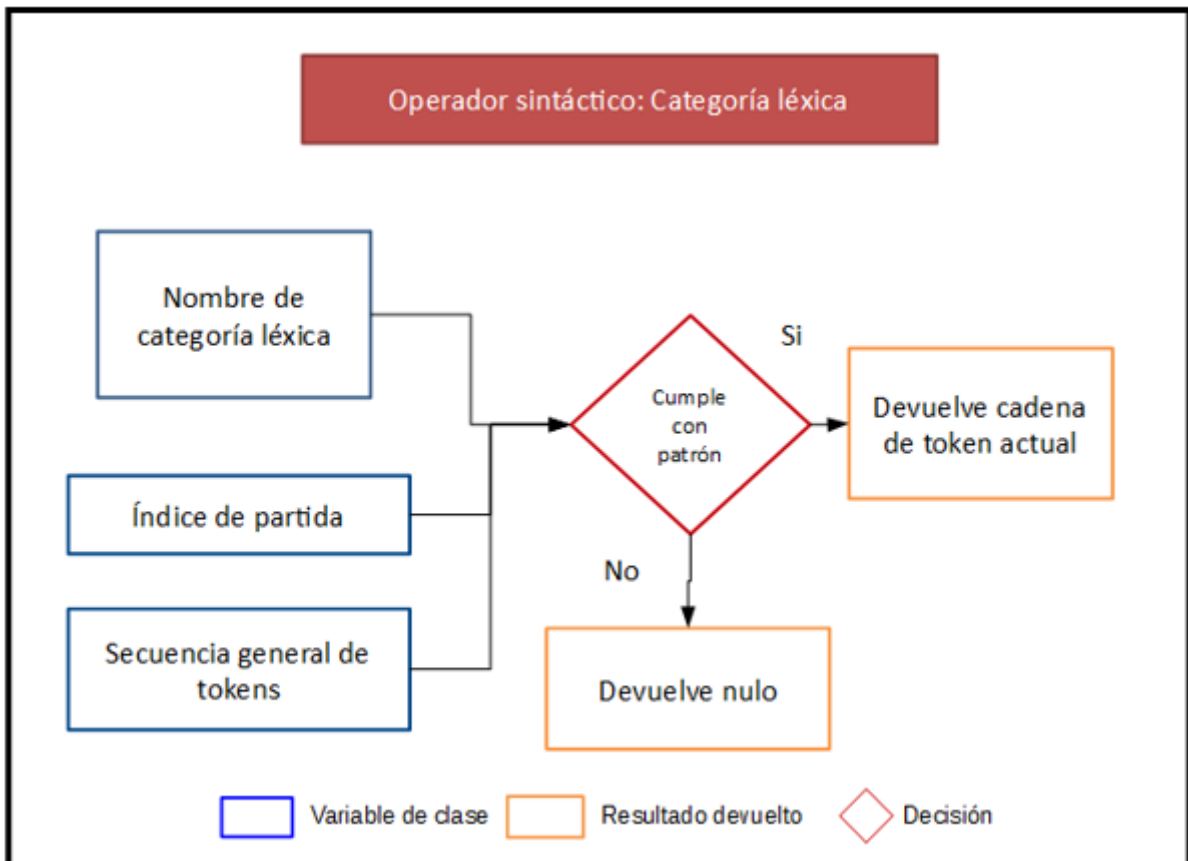 Operador sintáctico: Categoría léxica
Nombre de
categoría léxica
Índice de partida
Secuencia general de
tokens
Cumple
con
patrón
Si
Devuelve cadena
de token actual
No
Devuelve nulo
Variable de clase
Resultado devuelto
Decisión